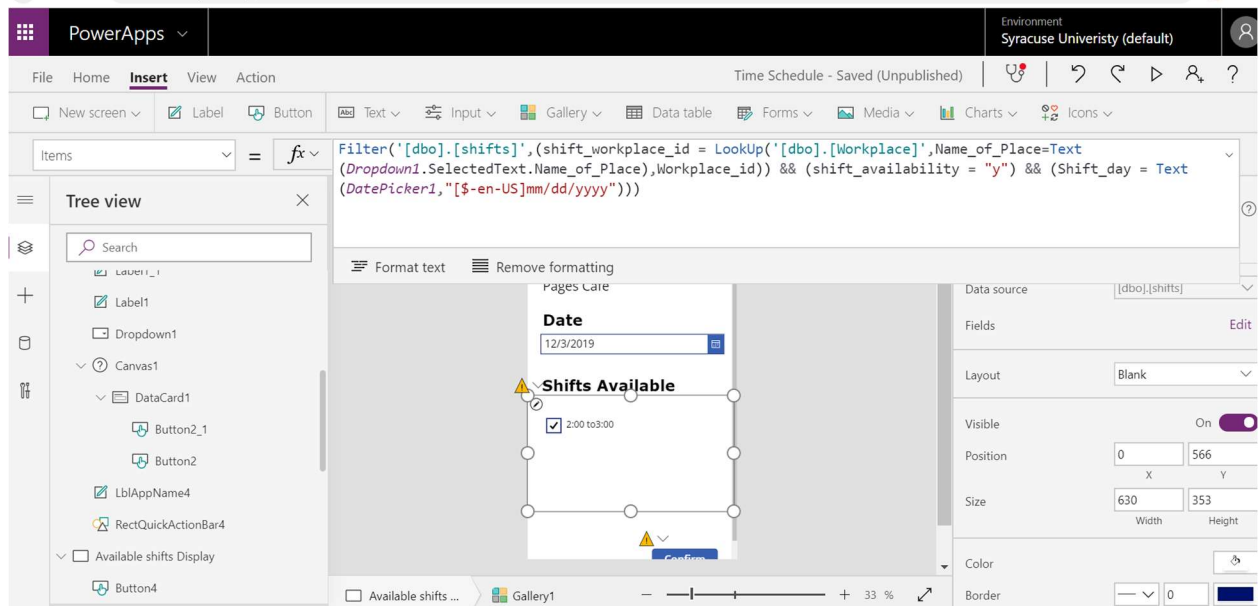 PowerApps
Environment
Syracuse Univeristy (default)
File Home Insert View Action
Time Schedule - Saved (Unpublished)
New screen Label Button Text Input Gallery Data table Forms Media Charts Icons
Items = fx
Filter('[dbo].[shifts]',(shift_workplace_id = LookUp('[dbo].[Workplace]',Name_of_Place=Text
(Dropdown1.SelectedText.Name_of_Place),Workplace_id)) && (shift_availability = "y") && (Shift_day = Text
(DatePicker1,"[$-en-US]mm/dd/yyyy")))
Format text Remove formatting
Tree view
Search
Label1_1
Label1
Dropdown1
Canvas1
DataCard1
Button2_1
Button2
LblAppName4
RectQuickActionBar4
Available shifts Display
Button4
Pages Cafe
Date
12/3/2019
Shifts Available
2:00 to3:00
Confirm
Available shifts ... Gallery1
33 %
Data source [dbo].[shifts]
Fields Edit
Layout Blank
Visible On
Position 0 566
X Y
Size 630 353
Width Height
Color
Border 0